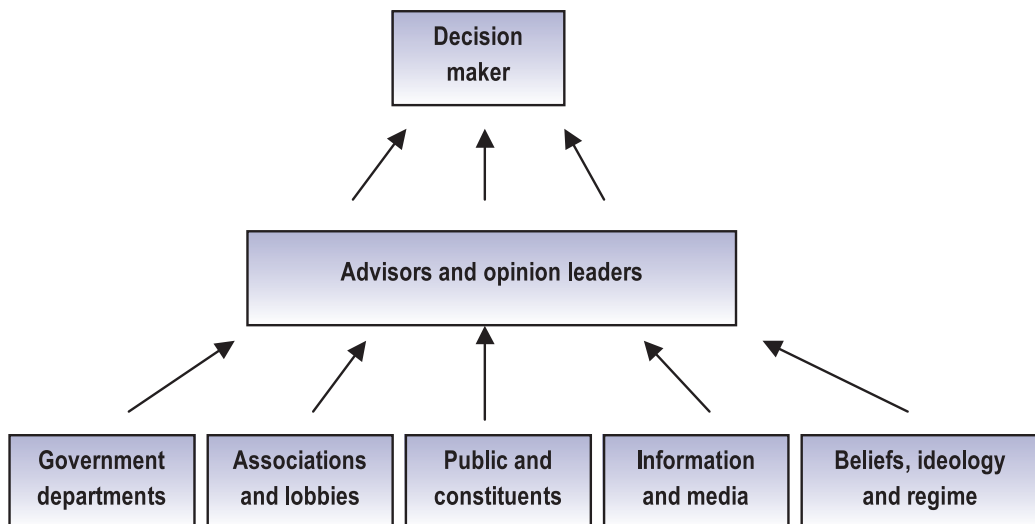 Decision
maker
Advisors and opinion leaders
Government
departments
Associations
and lobbies
Public and
constituents
Information
and media
Beliefs, ideology
and regime